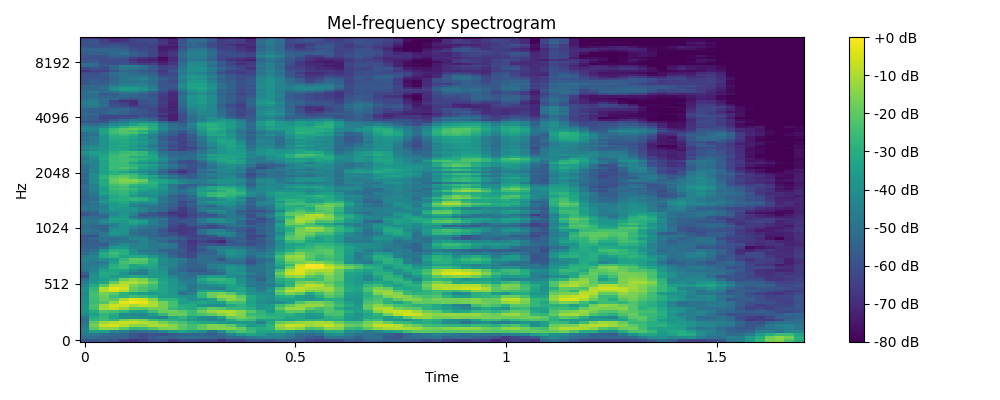 Mel-frequency spectrogram
Hz
8192
4096
2048
1024
512
0
0
0.5
1
1.5
Time
+0 dB
-10 dB
-20 dB
-30 dB
-40 dB
-50 dB
-60 dB
-70 dB
-80 dB